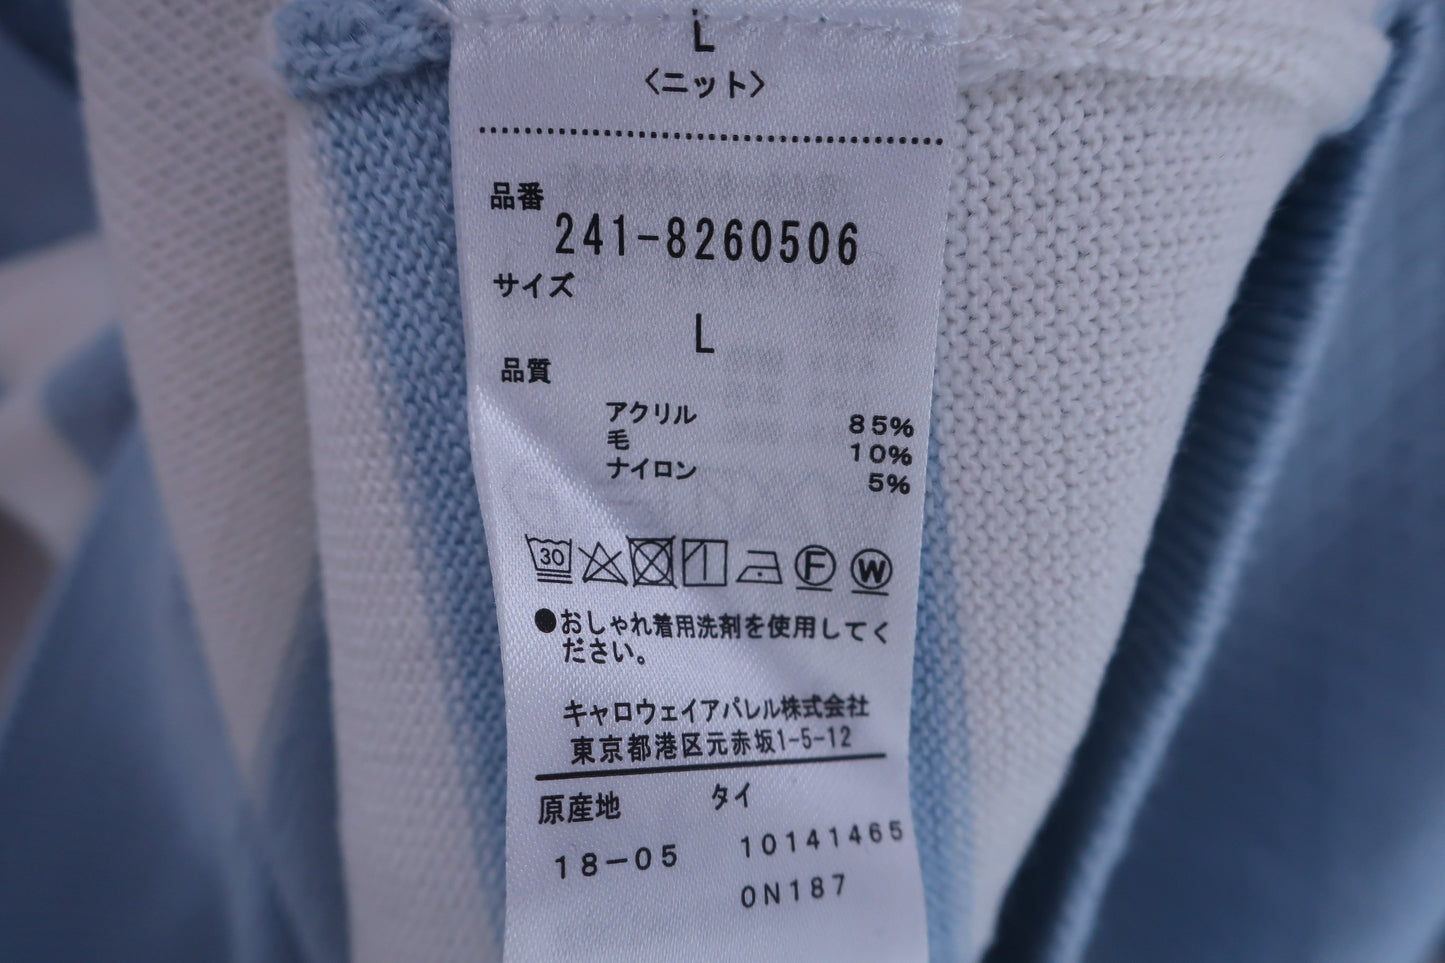 L
〈ニット〉
品番
241-8260506
サイズ
L
品質
アクリル 85%
毛 10%
ナイロン 5%
30 F W
●おしゃれ着用洗剤を使用してく
ださい。
キャロウェイアパレル株式会社
東京都港区元赤坂1-5-12
原産地 タイ
18-05 10141465
0N187